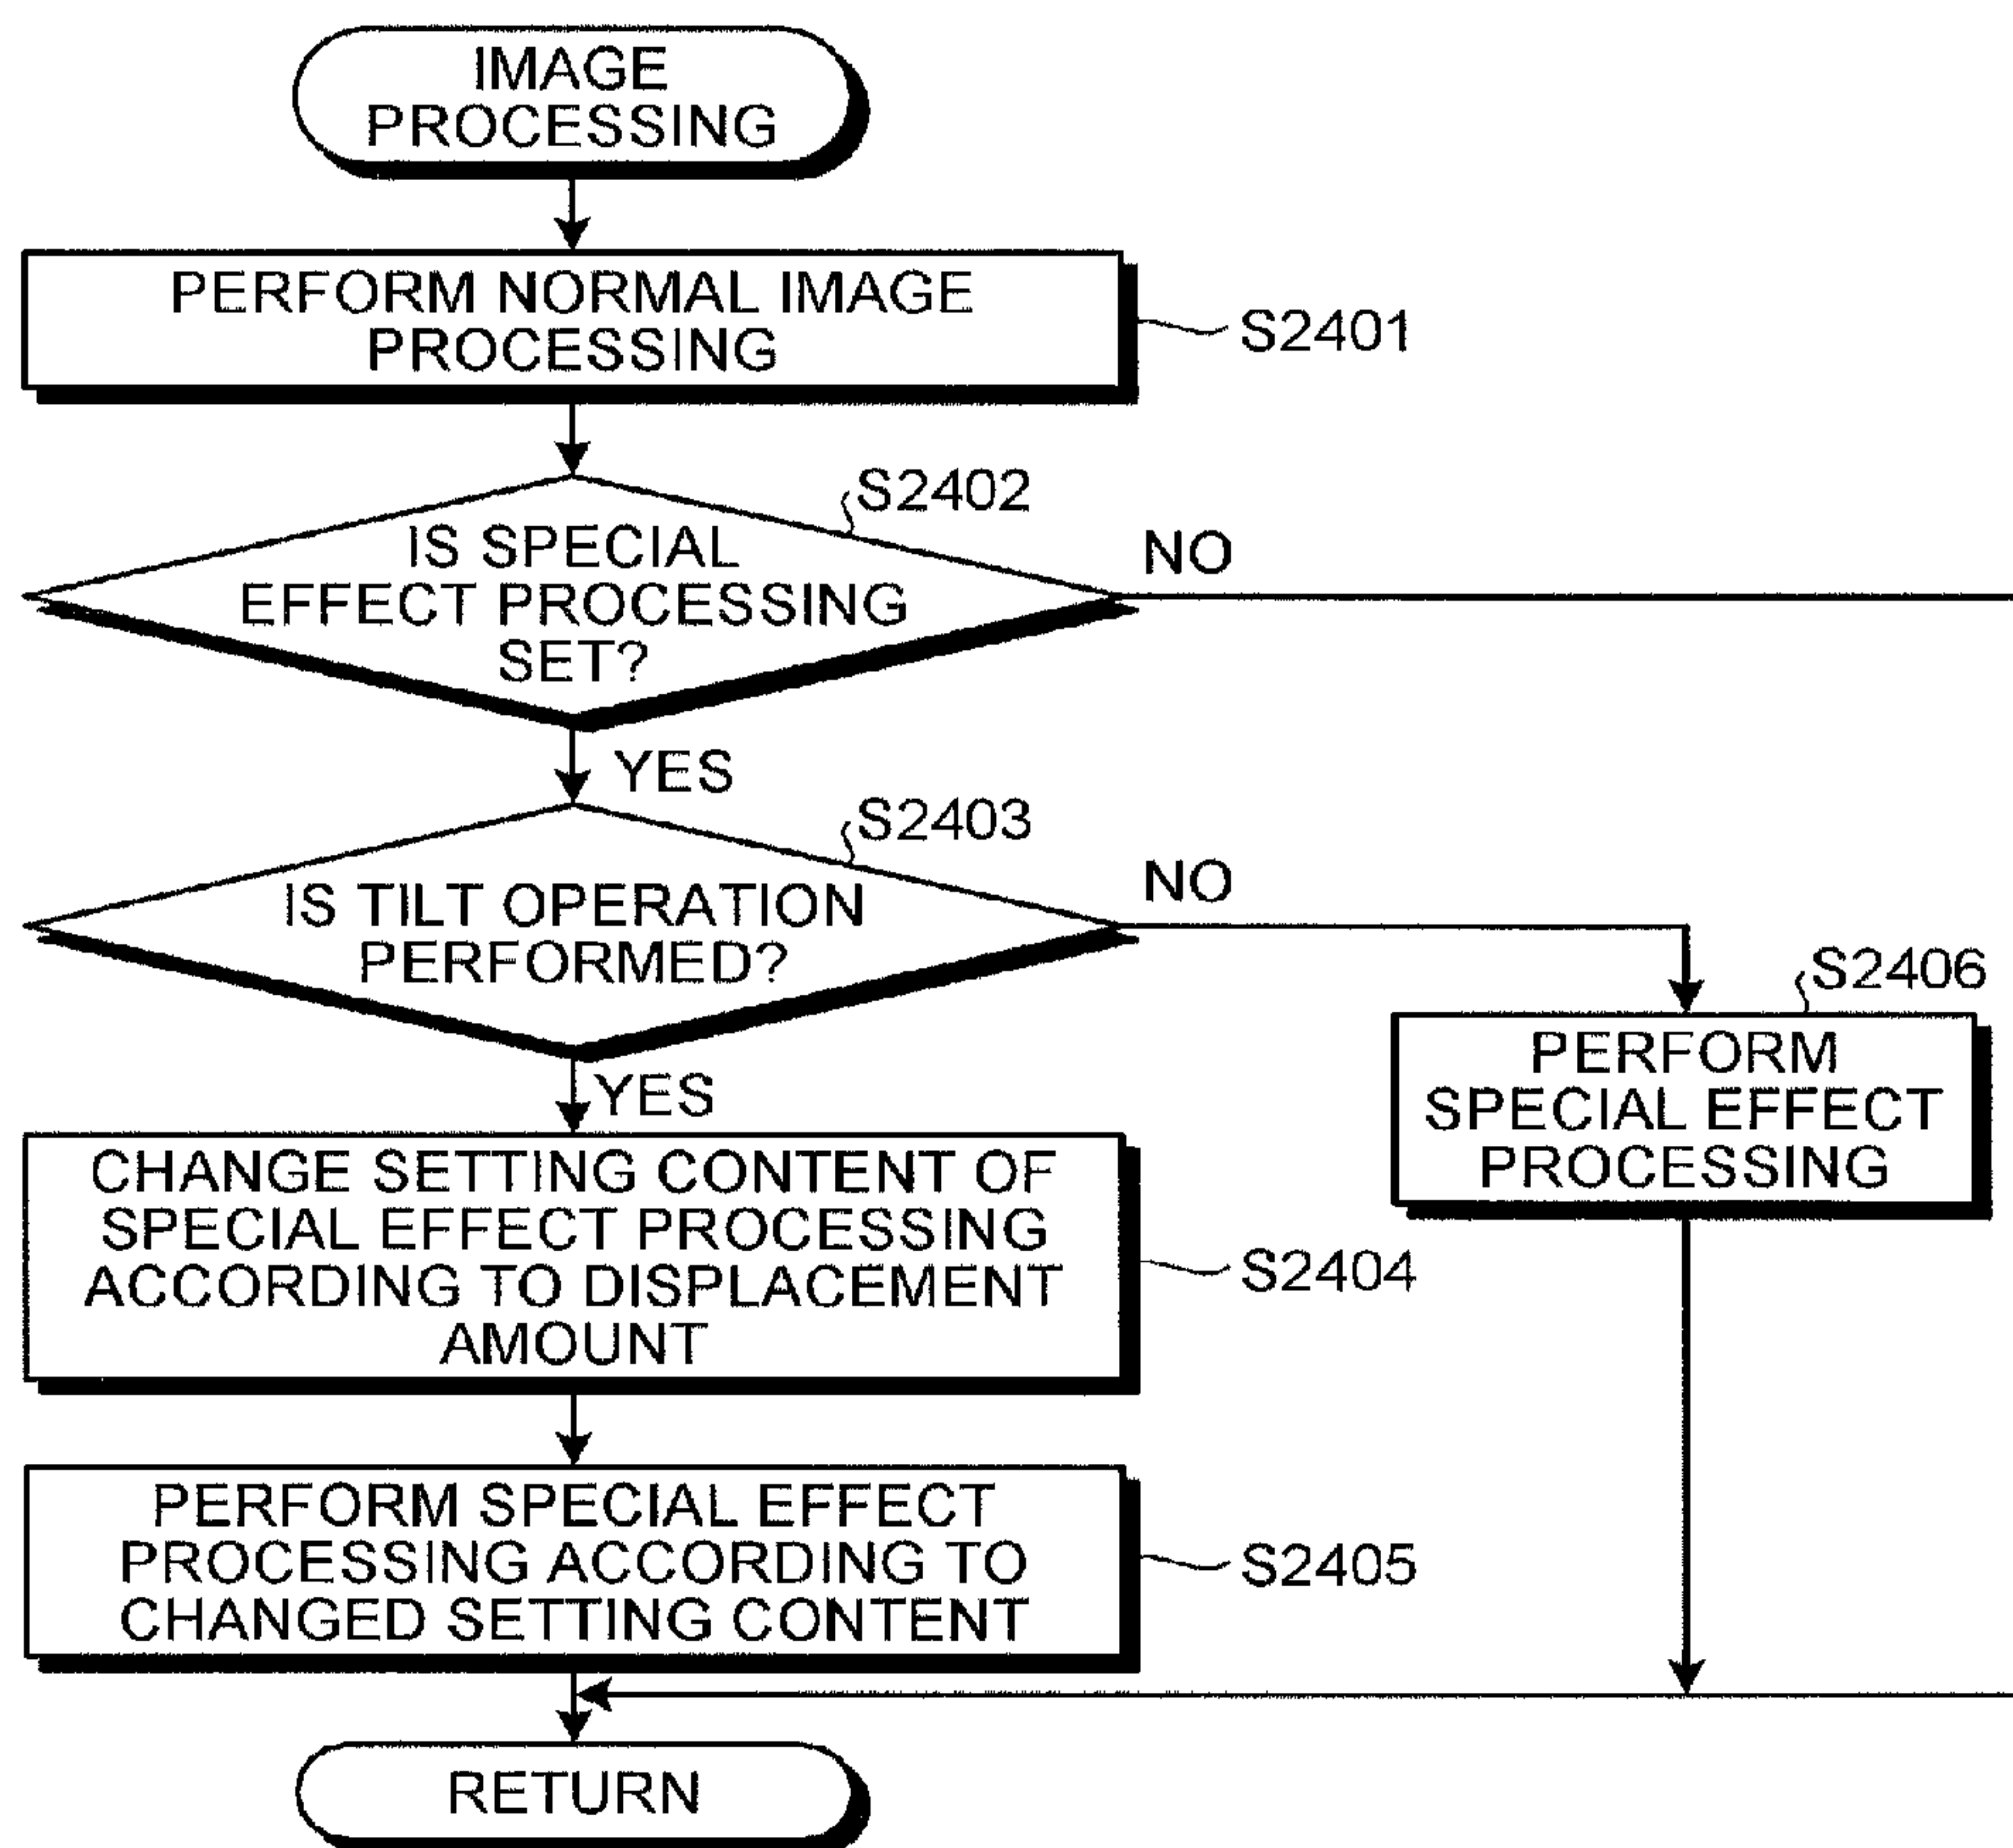 IMAGE
PROCESSING
PERFORM NORMAL IMAGE
PROCESSING
S2401
S2402
IS SPECIAL
EFFECT PROCESSING
SET?
NO
YES
S2403
IS TILT OPERATION
PERFORMED?
NO
YES
S2406
PERFORM
SPECIAL EFFECT
PROCESSING
CHANGE SETTING CONTENT OF
SPECIAL EFFECT PROCESSING
ACCORDING TO DISPLACEMENT
AMOUNT
S2404
PERFORM SPECIAL EFFECT
PROCESSING ACCORDING TO
CHANGED SETTING CONTENT
S2405
RETURN